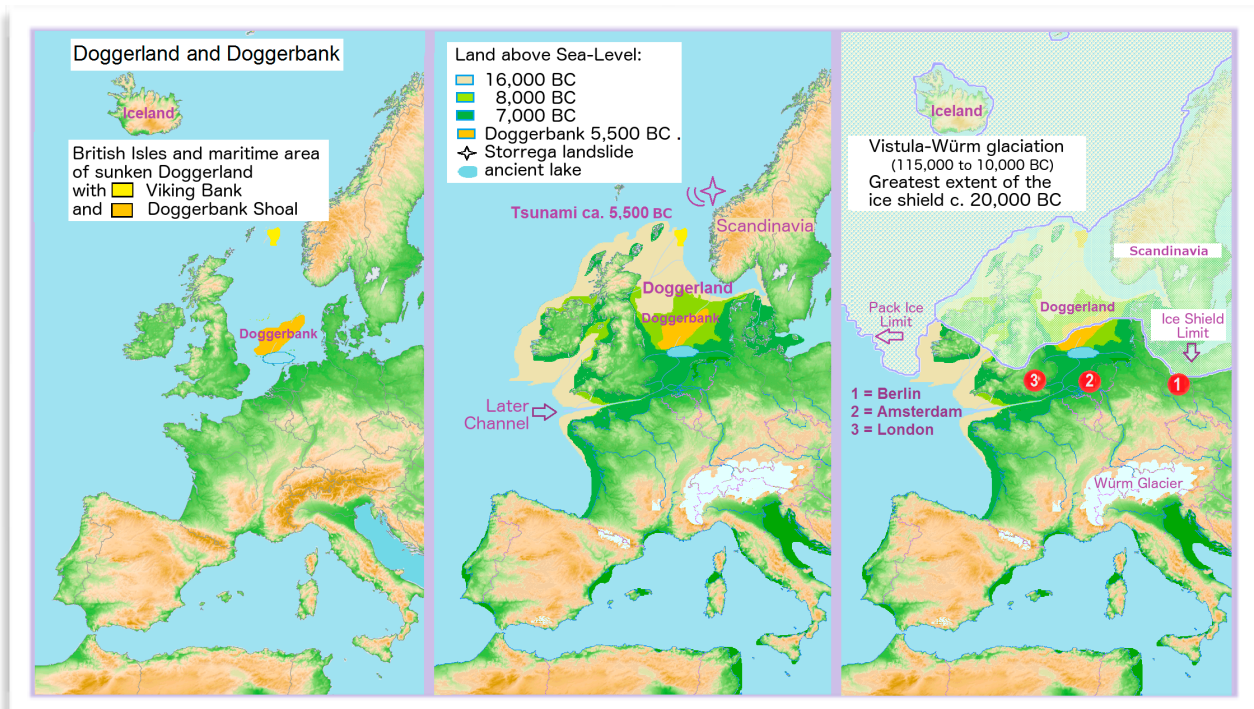 Doggerland and Doggerbank
Iceland
British Isles and maritime area
of sunken Doggerland
with Viking Bank
and Doggerbank Shoal
Doggerbank
Land above Sea-Level:
16,000 BC
8,000 BC
7,000 BC
Doggerbank 5,500 BC .
Storrega landslide
ancient lake
Tsunami ca. 5,500 BC
Scandinavia
Doggerland
Doggerbank
Later
Channel
Iceland
Vistula-Würm glaciation
(115,000 to 10,000 BC)
Greatest extent of the
ice shield c. 20,000 BC
Scandinavia
Doggerland
Pack Ice
Limit
Ice Shield
Limit
3
2
1
1 = Berlin
2 = Amsterdam
3 = London
Würm Glacier